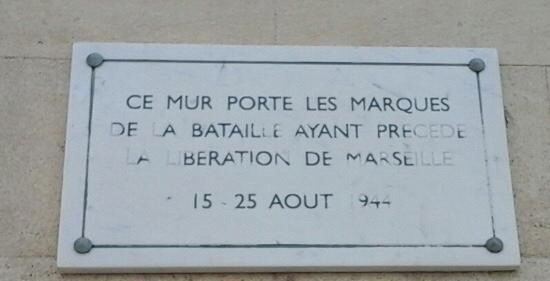 CE MUR PORTE LES MARQUES
DE LA BATAILLE AYANT PRECEDE
LA LIBERATION DE MARSEILLE
15 - 25 AOUT 1944